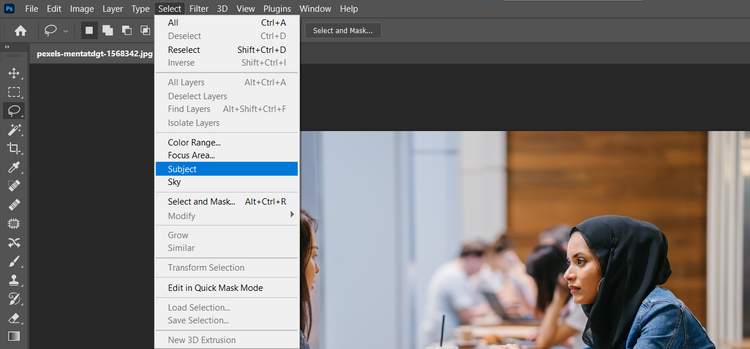 Ps File Edit Image Layer Type Select Filter 3D View Plugins Window Help
Select and Mask...
pexels-mentatdgt-1568342.jpg
All Ctrl+A
Deselect Ctrl+D
Reselect Shift+Ctrl+D
Inverse Shift+Ctrl+I
All Layers Alt+Ctrl+A
Deselect Layers
Find Layers Alt+Shift+Ctrl+F
Isolate Layers
Color Range...
Focus Area...
Subject
Sky
Select and Mask... Alt+Ctrl+R
Modify
Grow
Similar
Transform Selection
Edit in Quick Mask Mode
Load Selection...
Save Selection...
New 3D Extrusion